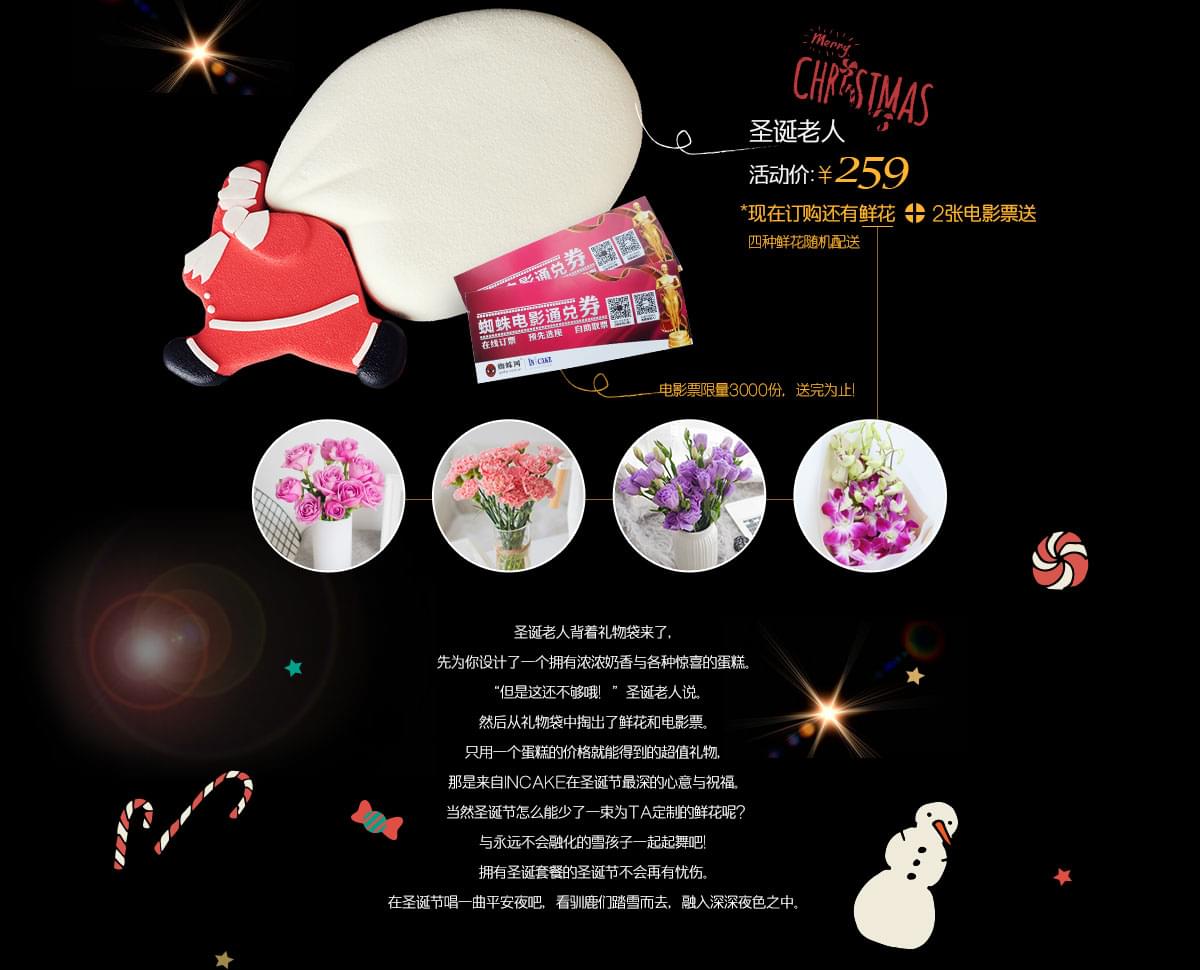 Merry
CHRISTMAS
圣诞老人
活动价:¥259
*现在订购还有鲜花 2张电影票送
四种鲜花随机配送
电影通兑券
蜘蛛电影通兑券
在线订票 预先选座 自助取票
蜘蛛网 INCAKE
电影票限量3000份，送完为止!
圣诞老人背着礼物袋来了，
先为你设计了一个拥有浓浓奶香与各种惊喜的蛋糕。
“但是这还不够哦！”圣诞老人说。
然后从礼物袋中掏出了鲜花和电影票。
只用一个蛋糕的价格就能得到的超值礼物，
那是来自INCAKE在圣诞节最深的心意与祝福。
当然圣诞节怎么能少了一束为TA定制的鲜花呢？
与永远不会融化的雪孩子一起起舞吧!
拥有圣诞套餐的圣诞节不会再有忧伤。
在圣诞节唱一曲平安夜吧，看驯鹿们踏雪而去，融入深深夜色之中。